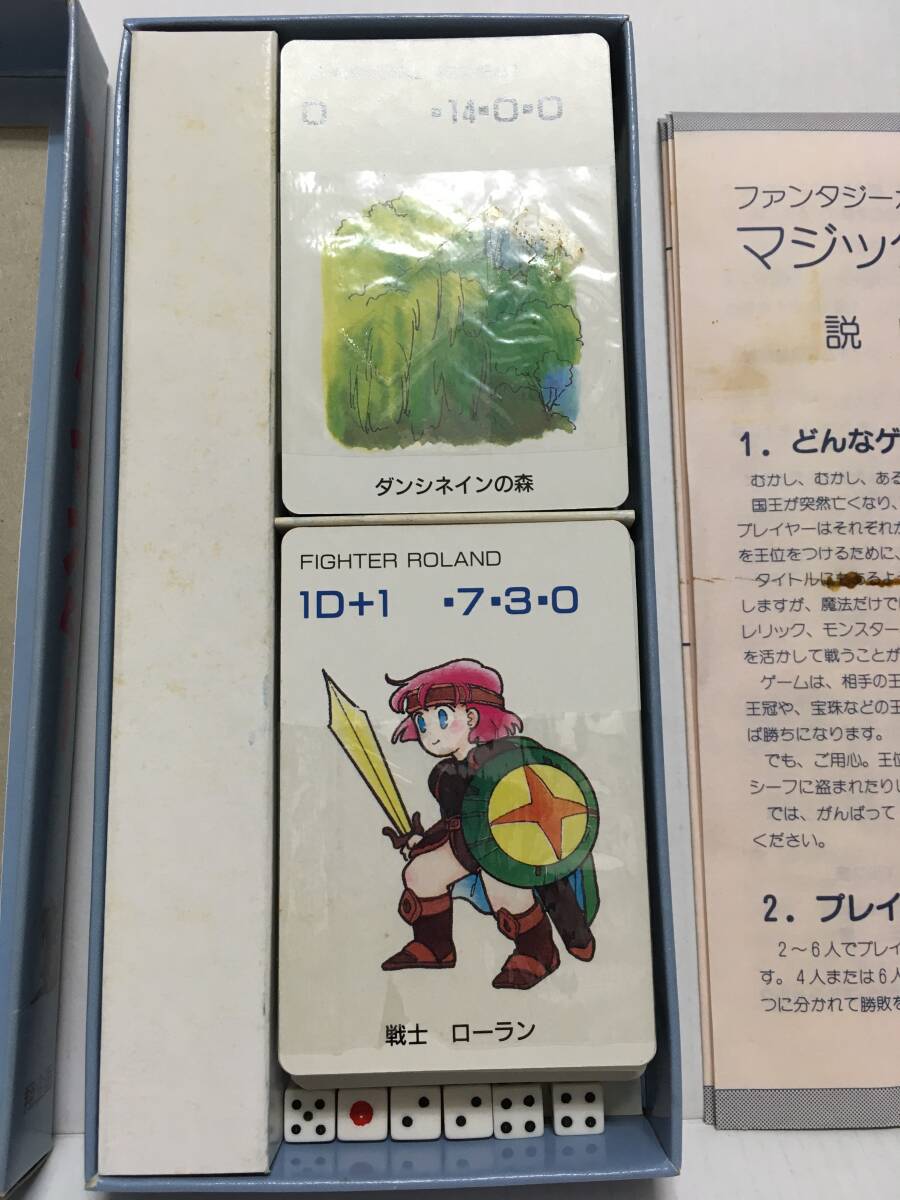 0 ▪14▪0▪0
ダンシネインの森
FIGHTER ROLAND
1D+1 ▪7▪3▪0
戦士 ローラン
ファンタジーカ
マジック
説
1. どんなゲ
むかし、むかし、ある
国王が突然亡くなり、
プレイヤーはそれぞれが
を王位をつけるために、
タイトルにもあるよ
しますが、魔法だけで
レリック、モンスター
を活かして戦うことが
ゲームは、相手の王
王冠や、宝珠などの王
ば勝ちになります。
でも、ご用心。王位
シーフに盗まれたりし
では、がんばって
ください。
2. プレイ
2～6人でプレイ
す。4人または6人
つに分かれて勝敗を